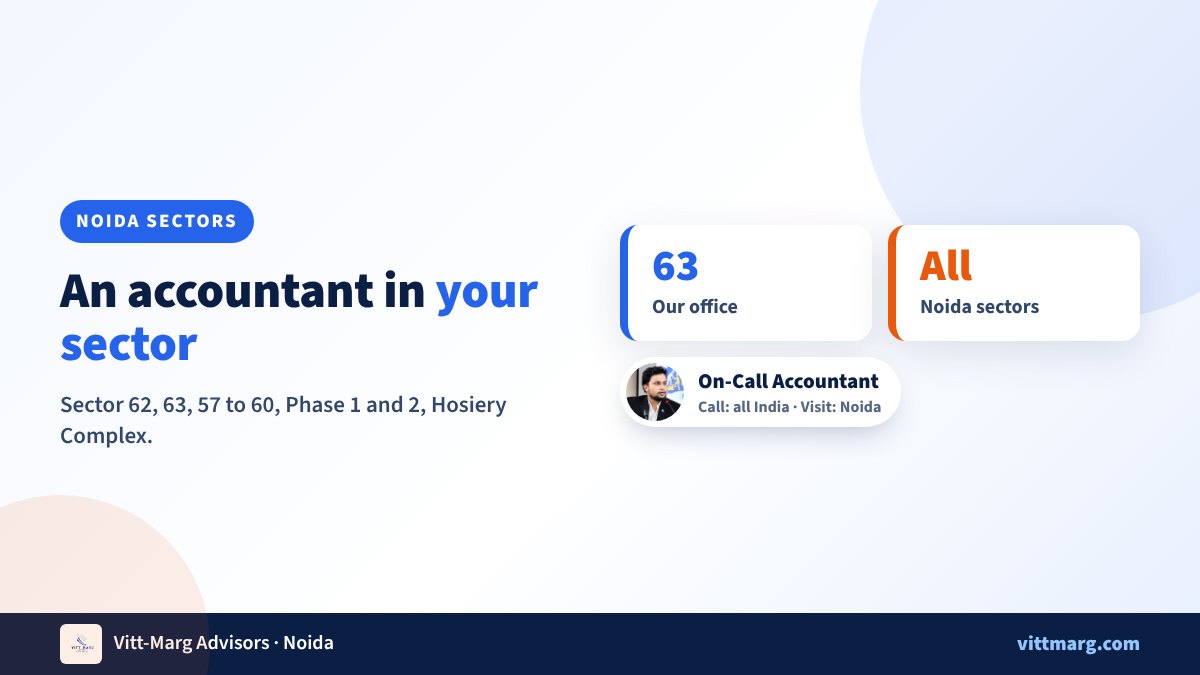 NOIDA SECTORS
An accountant in your
sector
Sector 62, 63, 57 to 60, Phase 1 and 2, Hosiery
Complex.
63
Our office
All
Noida sectors
On-Call Accountant
Call: all India · Visit: Noida
VITT-MARG
Vitt-Marg Advisors · Noida
vittmarg.com